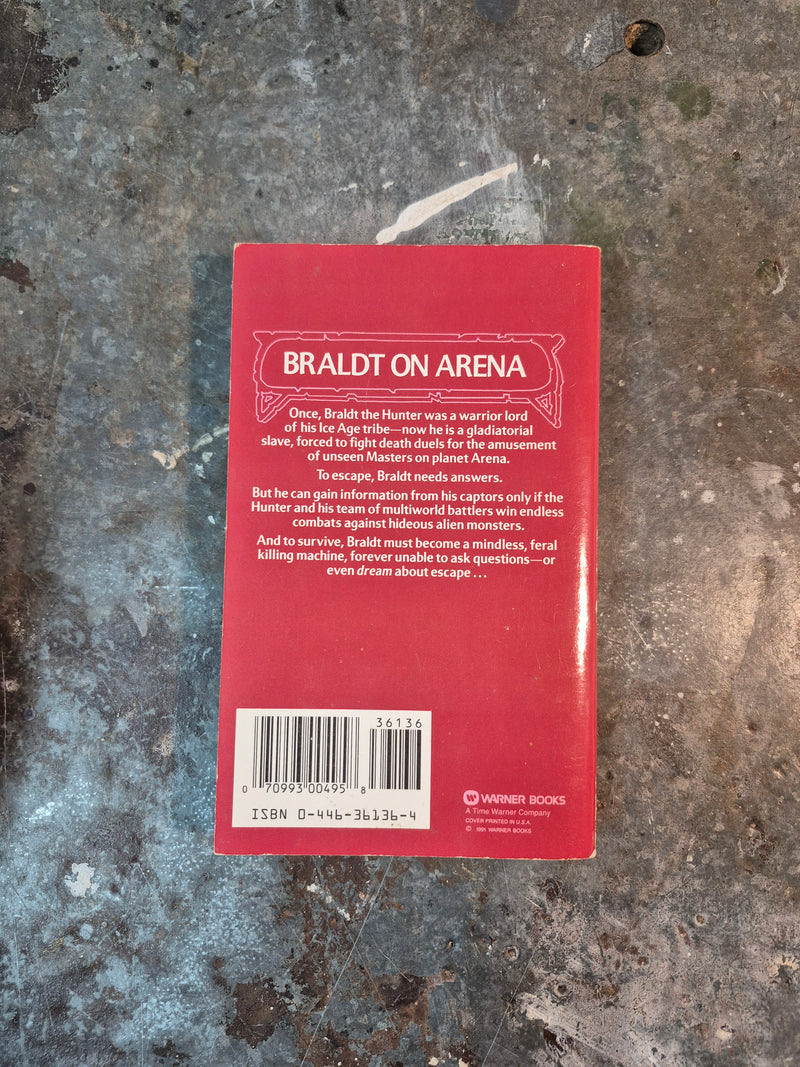 BRALDT ON ARENA
Once, Braldt the Hunter was a warrior lord
of his Ice Age tribe—now he is a gladiatorial
slave, forced to fight death duels for the amusement
of unseen Masters on planet Arena.
To escape, Braldt needs answers.
But he can gain information from his captors only if the
Hunter and his team of multiworld battlers win endless
combats against hideous alien monsters.
And to survive, Braldt must become a mindless, feral
killing machine, forever unable to ask questions—or
even dream about escape . . .
36136
0 70993 00495 8
ISBN 0-446-36136-4
W WARNER BOOKS
A Time Warner Company
COVER PRINTED IN U.S.A.
© 1991 WARNER BOOKS